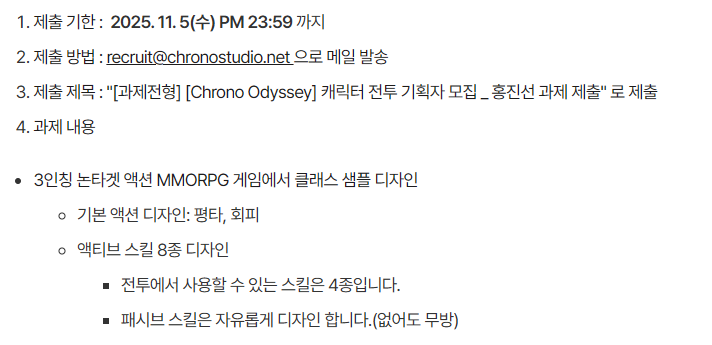 1. 제출 기한 : 2025. 11. 5(수) PM 23:59 까지
2. 제출 방법 : recruit@chronostudio.net 으로 메일 발송
3. 제출 제목 : "[과제전형] [Chrono Odyssey] 캐릭터 전투 기획자 모집 _ 홍진선 과제 제출" 로 제출
4. 과제 내용
• 3인칭 논타겟 액션 MMORPG 게임에서 클래스 샘플 디자인
◦ 기본 액션 디자인: 평타, 회피
◦ 액티브 스킬 8종 디자인
▪ 전투에서 사용할 수 있는 스킬은 4종입니다.
▪ 패시브 스킬은 자유롭게 디자인 합니다.(없어도 무방)